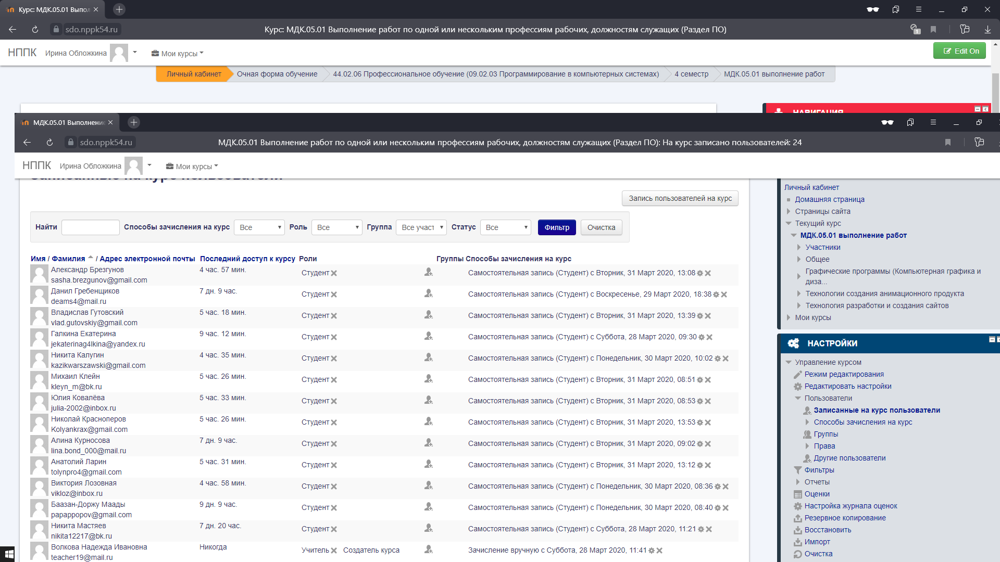 Курс: МДК.05.01 Выпол
sdo.nppk54.ru
Курс: МДК.05.01 Выполнение работ по одной или нескольким профессиям рабочих, должностям служащих (Раздел ПО)
1
НППК Ирина Обложкина Мои курсы
Edit On
Личный кабинет Очная форма обучение 44.02.06 Профессиональное обучение (09.02.03 Программирование в компьютерных системах) 4 семестр МДК.05.01 выполнение работ
НАВИГАЦИЯ
МДК.05.01 Выполнение
sdo.nppk54.ru
МДК.05.01 Выполнение работ по одной или нескольким профессиям рабочих, должностям служащих (Раздел ПО): На курс записано пользователей: 24
НППК Ирина Обложкина Мои курсы
Записанные на курс пользователи
Запись пользователей на курс
Найти Способы зачисления на курс Все Роль Все Группа Все участ Статус Все Фильтр Очистка
Имя / Фамилия / Адрес электронной почты Последний доступ к курсу Роли Группы Способы зачисления на курс
Александр Брезгунов 4 час. 57 мин.
sasha.brezgunov@gmail.com
Студент Самостоятельная запись (Студент) с Вторник, 31 Март 2020, 13:08
Данил Гребенщиков 7 дн. 9 час.
deams4@mail.ru
Студент Самостоятельная запись (Студент) с Воскресенье, 29 Март 2020, 18:38
Владислав Гутовский 5 час. 18 мин.
vlad.gutovskiy@gmail.com
Студент Самостоятельная запись (Студент) с Вторник, 31 Март 2020, 13:39
Галкина Екатерина 9 час. 12 мин.
jekaterinag4lkina@yandex.ru
Студент Самостоятельная запись (Студент) с Суббота, 28 Март 2020, 09:30
Никита Калугин 4 час. 35 мин.
kazikwarszawski@gmail.com
Студент Самостоятельная запись (Студент) с Понедельник, 30 Март 2020, 10:02
Михаил Клейн 5 час. 26 мин.
kleyn_m@bk.ru
Студент Самостоятельная запись (Студент) с Вторник, 31 Март 2020, 08:51
Юлия Ковалёва 5 час. 33 мин.
julia-2002@inbox.ru
Студент Самостоятельная запись (Студент) с Вторник, 31 Март 2020, 08:53
Николай Красноперов 5 час. 26 мин.
Kolyankrax@gmail.com
Студент Самостоятельная запись (Студент) с Вторник, 31 Март 2020, 13:53
Алина Курносова 7 дн. 9 час.
lina.bond_000@mail.ru
Студент Самостоятельная запись (Студент) с Вторник, 31 Март 2020, 09:02
Анатолий Ларин 5 час. 31 мин.
tolynpro4@gmail.com
Студент Самостоятельная запись (Студент) с Вторник, 31 Март 2020, 13:12
Виктория Лозовная 4 час. 58 мин.
vikloz@inbox.ru
Студент Самостоятельная запись (Студент) с Понедельник, 30 Март 2020, 08:36
Баазан-Доржу Маады 9 дн. 9 час.
papappopov@gmail.com
Студент Самостоятельная запись (Студент) с Понедельник, 30 Март 2020, 08:40
Никита Мастяев 7 дн. 20 час.
nikita12217@bk.ru
Студент Самостоятельная запись (Студент) с Суббота, 28 Март 2020, 11:21
Волкова Надежда Ивановна Никогда
teacher19@mail.ru
Учитель Создатель курса Зачисление вручную с Суббота, 28 Март 2020, 11:41
Личный кабинет
Домашняя страница
Страницы сайта
Текущий курс
МДК.05.01 выполнение работ
Участники
Общее
Графические программы (Компьютерная графика и
диза...
Технологии создания анимационного продукта
Технология разработки и создания сайтов
Мои курсы
НАСТРОЙКИ
Управление курсом
Режим редактирования
Редактировать настройки
Пользователи
Записанные на курс пользователи
Способы зачисления на курс
Группы
Права
Другие пользователи
Фильтры
Отчеты
Оценки
Настройка журнала оценок
Резервное копирование
Восстановить
Импорт
Очистка